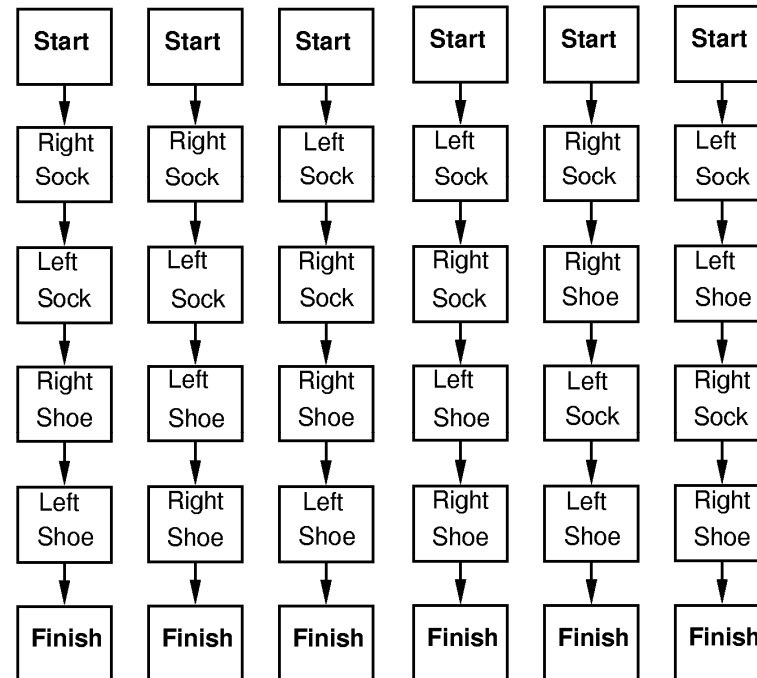 Start Start Start Start Start Start
Right Right Left Left Right Left
Sock Sock Sock Sock Sock Sock
Left Left Right Right Right Left
Sock Sock Sock Sock Shoe Shoe
Right Left Right Left Left Right
Shoe Shoe Shoe Shoe Sock Sock
Left Right Left Right Left Right
Shoe Shoe Shoe Shoe Shoe Shoe
Finish Finish Finish Finish Finish Finish